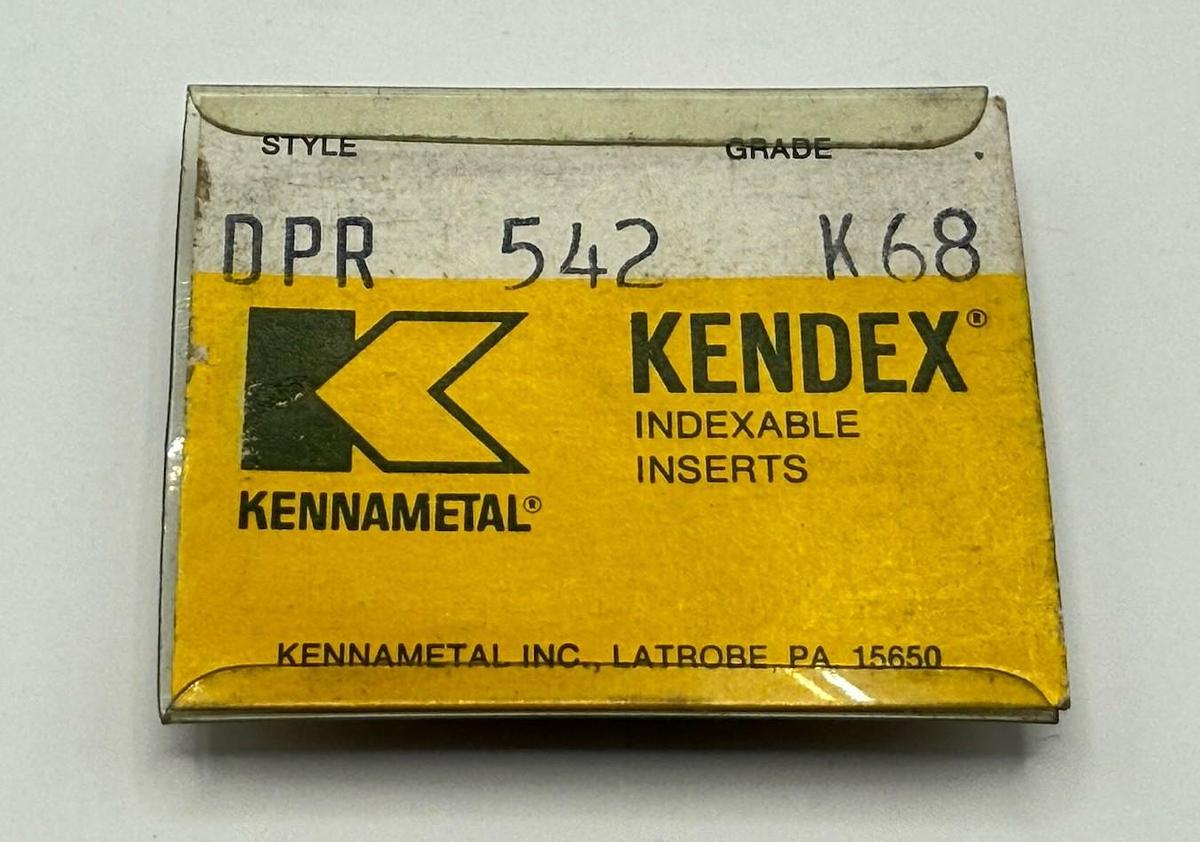 STYLE GRADE
DPR 542 K68
KENDEX®
INDEXABLE
INSERTS
KENNAMETAL®
KENNAMETAL INC., LATROBE, PA 15650